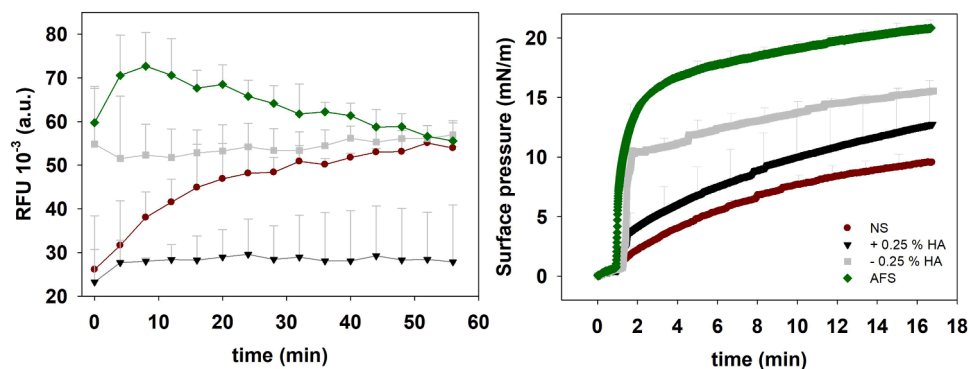 RFU 10-3 (a.u.)
80
70
60
50
40
30
20
0 10 20 30 40 50 60
time (min)
Surface pressure (mN/m)
20
15
10
5
0
0 2 4 6 8 10 12 14 16 18
time (min)
NS
+ 0.25 % HA
- 0.25 % HA
AFS